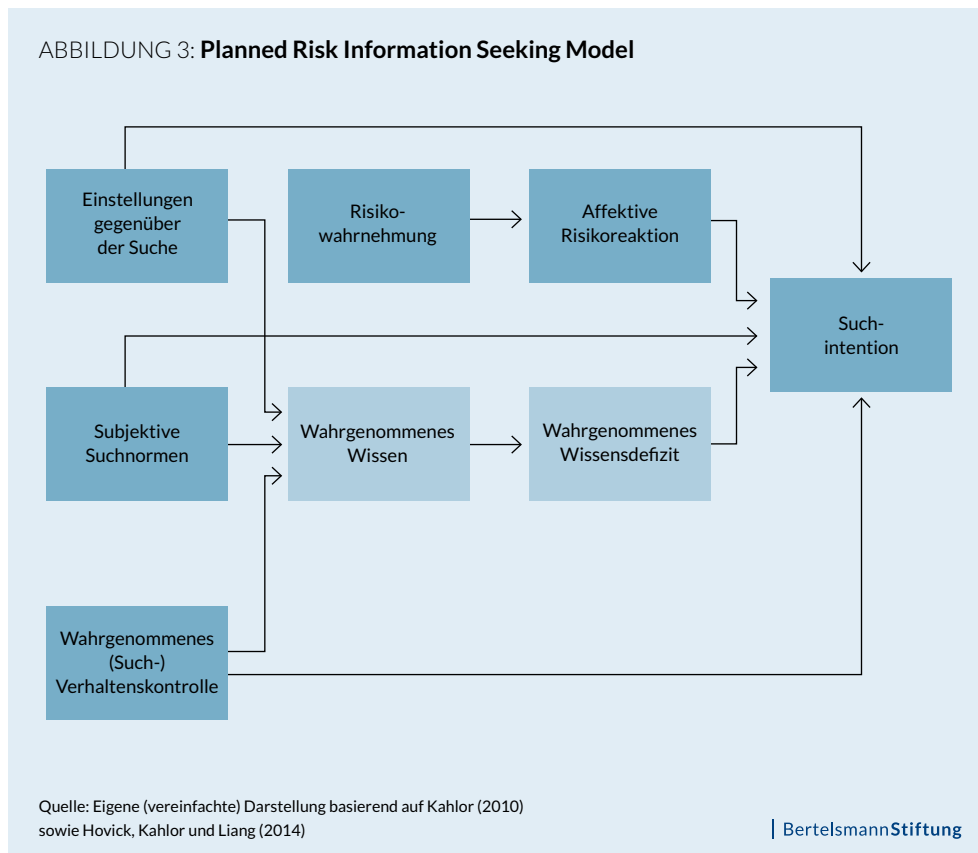 ABBILDUNG 3: Planned Risk Information Seeking Model
Einstellungen
gegenüber
der Suche
Risiko-
wahrnehmung
Affektive
Risikoreaktion
Such-
intention
Subjektive
Suchnormen
Wahrgenommenes
Wissen
Wahrgenommenes
Wissensdefizit
Wahrgenommenes
(Such-)
Verhaltenskontrolle
Quelle: Eigene (vereinfachte) Darstellung basierend auf Kahlor (2010)
sowie Hovick, Kahlor und Liang (2014)
BertelsmannStiftung